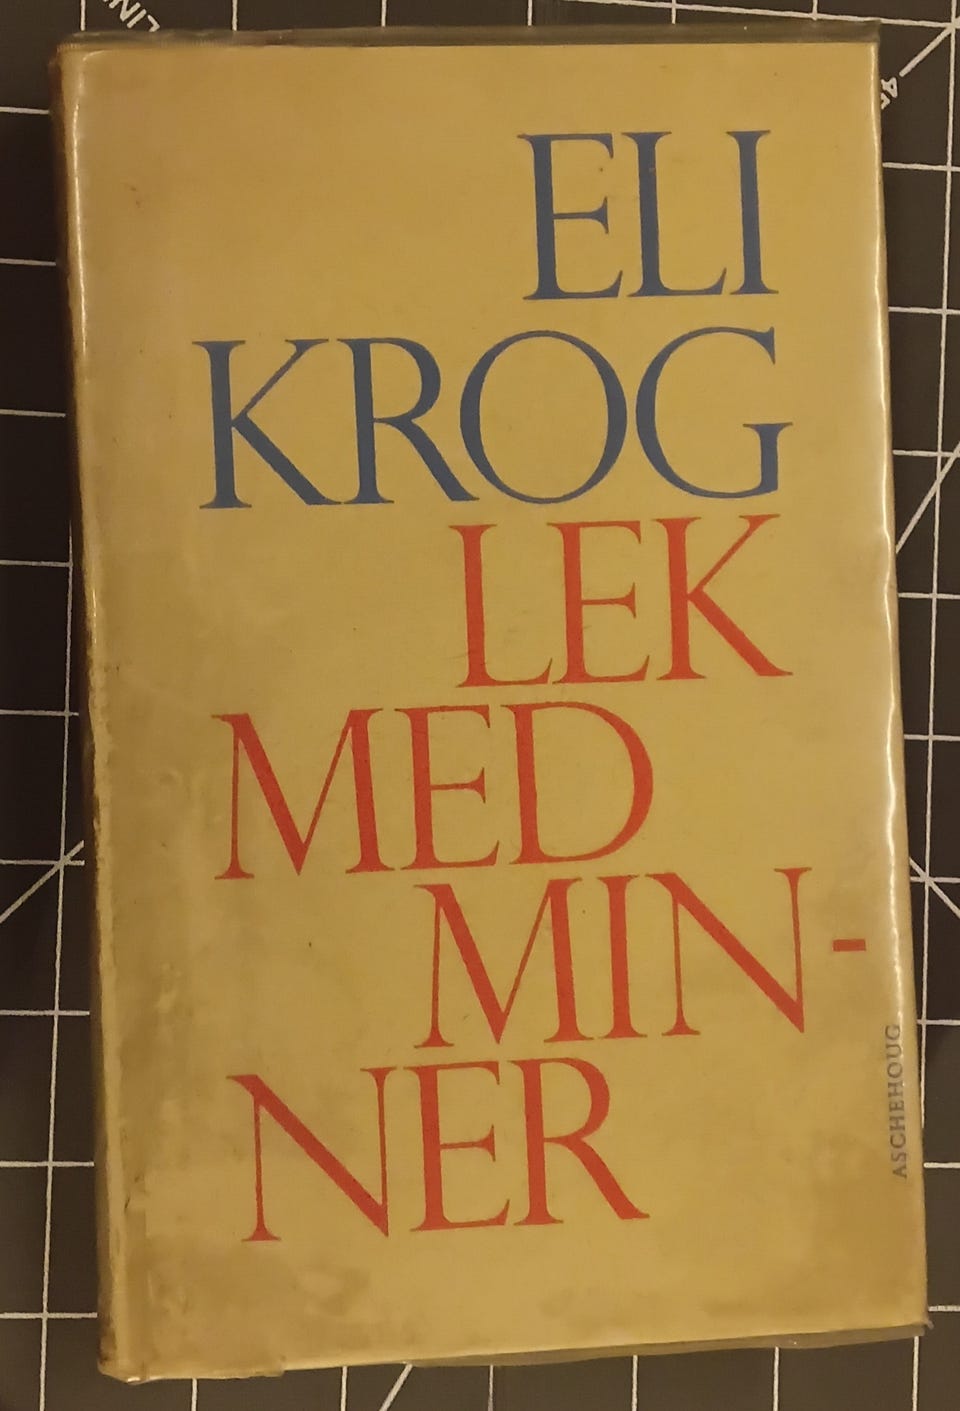 ELI
KROG
LEK
MED
MIN-
NER
ASCHEHOUG